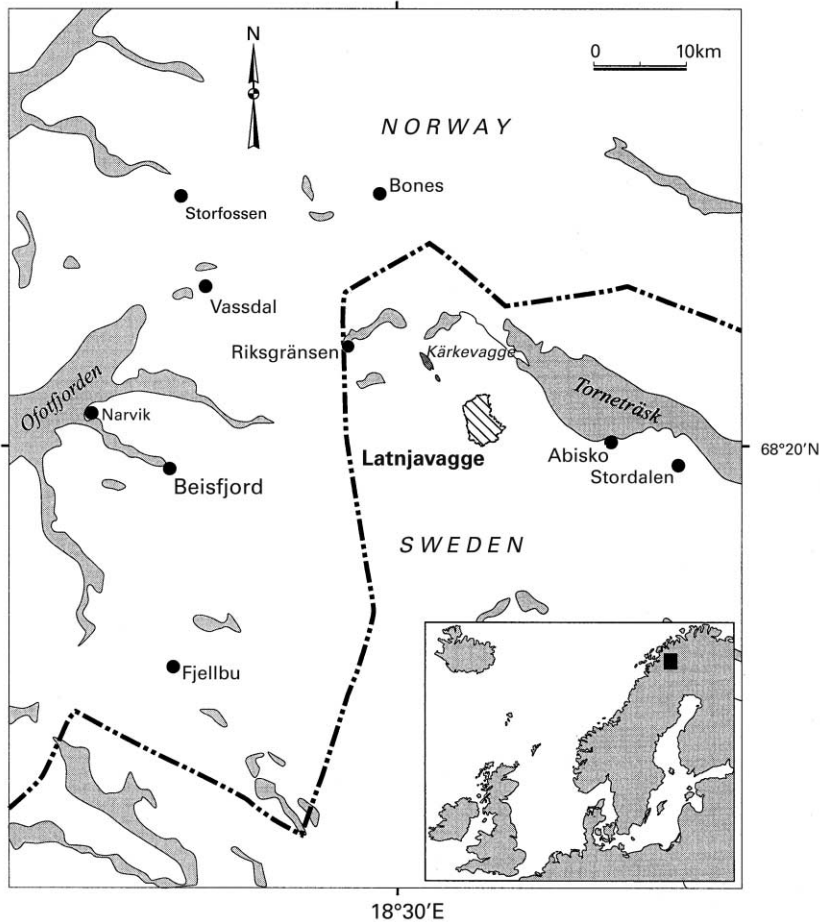 N
0 10km
NORWAY
Bones
Storfossen
Vassdal
Riksgränsen
Kärkevagge
Ofotfjorden
Torneträsk
Narvik
68°20'N
Latnjavagge
Abisko
Beisfjord
Stordalen
SWEDEN
Fjellbu
18°30'E